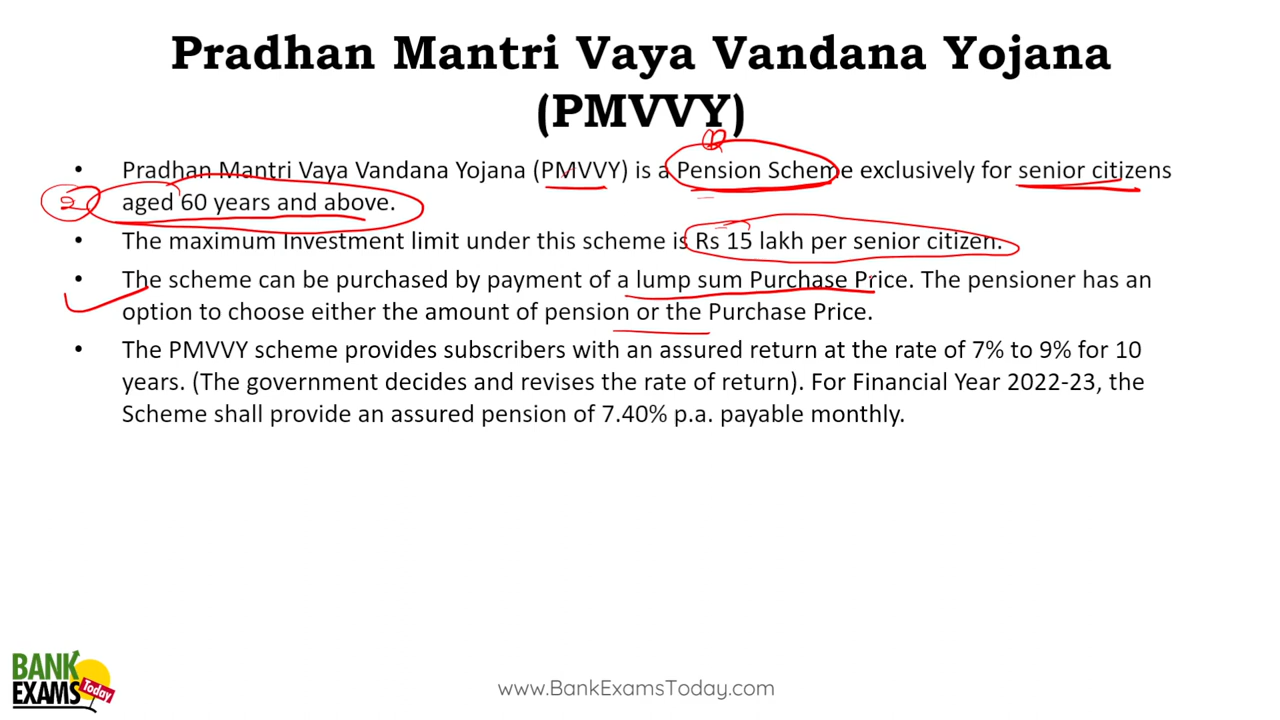 Pradhan Mantri Vaya Vandana Yojana
(PMVVY)
• Pradhan Mantri Vaya Vandana Yojana (PMVVY) is a Pension Scheme exclusively for senior citizens
aged 60 years and above.
• The maximum Investment limit under this scheme is Rs 15 lakh per senior citizen.
• The scheme can be purchased by payment of a lump sum Purchase Price. The pensioner has an
option to choose either the amount of pension or the Purchase Price.
• The PMVVY scheme provides subscribers with an assured return at the rate of 7% to 9% for 10
years. (The government decides and revises the rate of return). For Financial Year 2022-23, the
Scheme shall provide an assured pension of 7.40% p.a. payable monthly.
BANK
EXAMS
Today
www.BankExamsToday.com